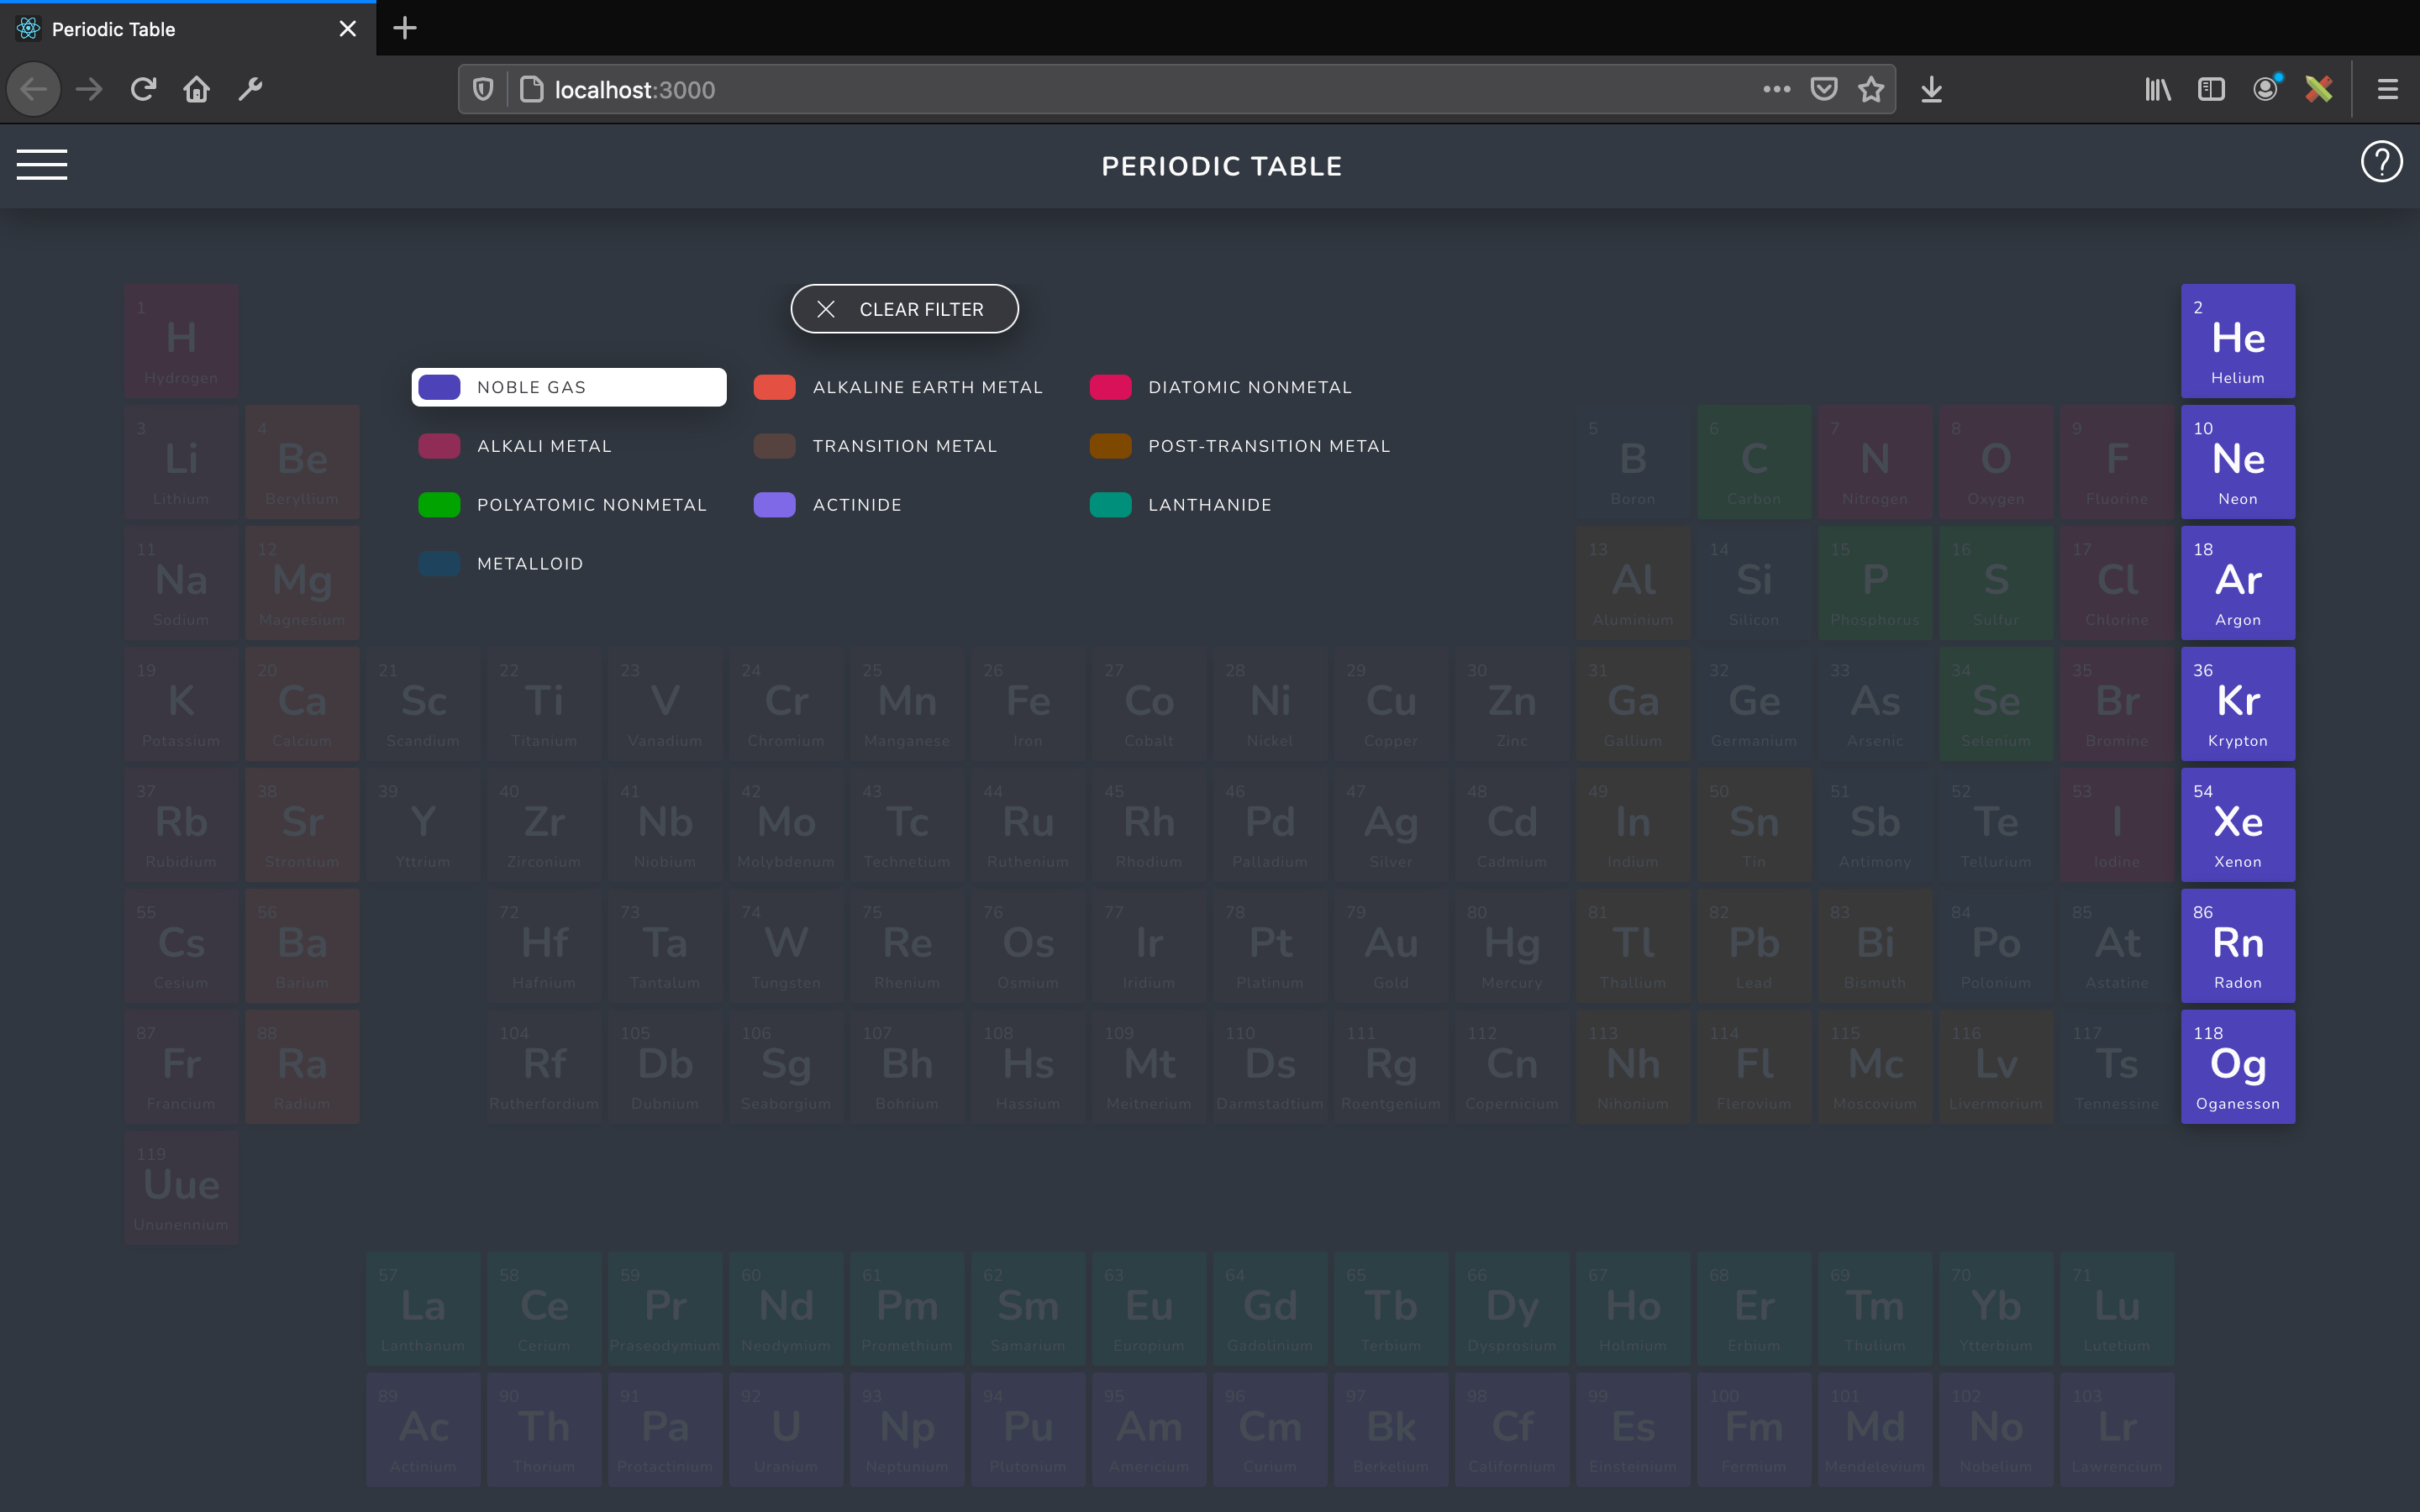 Periodic Table
localhost:3000
PERIODIC TABLE
CLEAR FILTER
NOBLE GAS ALKALINE EARTH METAL DIATOMIC NONMETAL
ALKALI METAL TRANSITION METAL POST-TRANSITION METAL
POLYATOMIC NONMETAL ACTINIDE LANTHANIDE
METALLOID
1 2
H He
Hydrogen Helium
3 4 5 6 7 8 9 10
Li Be B C N O F Ne
Lithium Beryllium Boron Carbon Nitrogen Oxygen Fluorine Neon
11 12 13 14 15 16 17 18
Na Mg Al Si P S Cl Ar
Sodium Magnesium Aluminium Silicon Phosphorus Sulfur Chlorine Argon
19 20 21 22 23 24 25 26 27 28 29 30 31 32 33 34 35 36
K Ca Sc Ti V Cr Mn Fe Co Ni Cu Zn Ga Ge As Se Br Kr
Potassium Calcium Scandium Titanium Vanadium Chromium Manganese Iron Cobalt Nickel Copper Zinc Gallium Germanium Arsenic Selenium Bromine Krypton
37 38 39 40 41 42 43 44 45 46 47 48 49 50 51 52 53 54
Rb Sr Y Zr Nb Mo Tc Ru Rh Pd Ag Cd In Sn Sb Te I Xe
Rubidium Strontium Yttrium Zirconium Niobium Molybdenum Technetium Ruthenium Rhodium Palladium Silver Cadmium Indium Tin Antimony Tellurium Iodine Xenon
55 56 72 73 74 75 76 77 78 79 80 81 82 83 84 85 86
Cs Ba Hf Ta W Re Os Ir Pt Au Hg Tl Pb Bi Po At Rn
Cesium Barium Hafnium Tantalum Tungsten Rhenium Osmium Iridium Platinum Gold Mercury Thallium Lead Bismuth Polonium Astatine Radon
87 88 104 105 106 107 108 109 110 111 112 113 114 115 116 117 118
Fr Ra Rf Db Sg Bh Hs Mt Ds Rg Cn Nh Fl Mc Lv Ts Og
Francium Radium Rutherfordium Dubnium Seaborgium Bohrium Hassium Meitnerium Darmstadtium Roentgenium Copernicium Nihonium Flerovium Moscovium Livermorium Tennessine Oganesson
119
Uue
Ununennium
57 58 59 60 61 62 63 64 65 66 67 68 69 70 71
La Ce Pr Nd Pm Sm Eu Gd Tb Dy Ho Er Tm Yb Lu
Lanthanum Cerium Praseodymium Neodymium Promethium Samarium Europium Gadolinium Terbium Dysprosium Holmium Erbium Thulium Ytterbium Lutetium
89 90 91 92 93 94 95 96 97 98 99 100 101 102 103
Ac Th Pa U Np Pu Am Cm Bk Cf Es Fm Md No Lr
Actinium Thorium Protactinium Uranium Neptunium Plutonium Americium Curium Berkelium Californium Einsteinium Fermium Mendelevium Nobelium Lawrencium